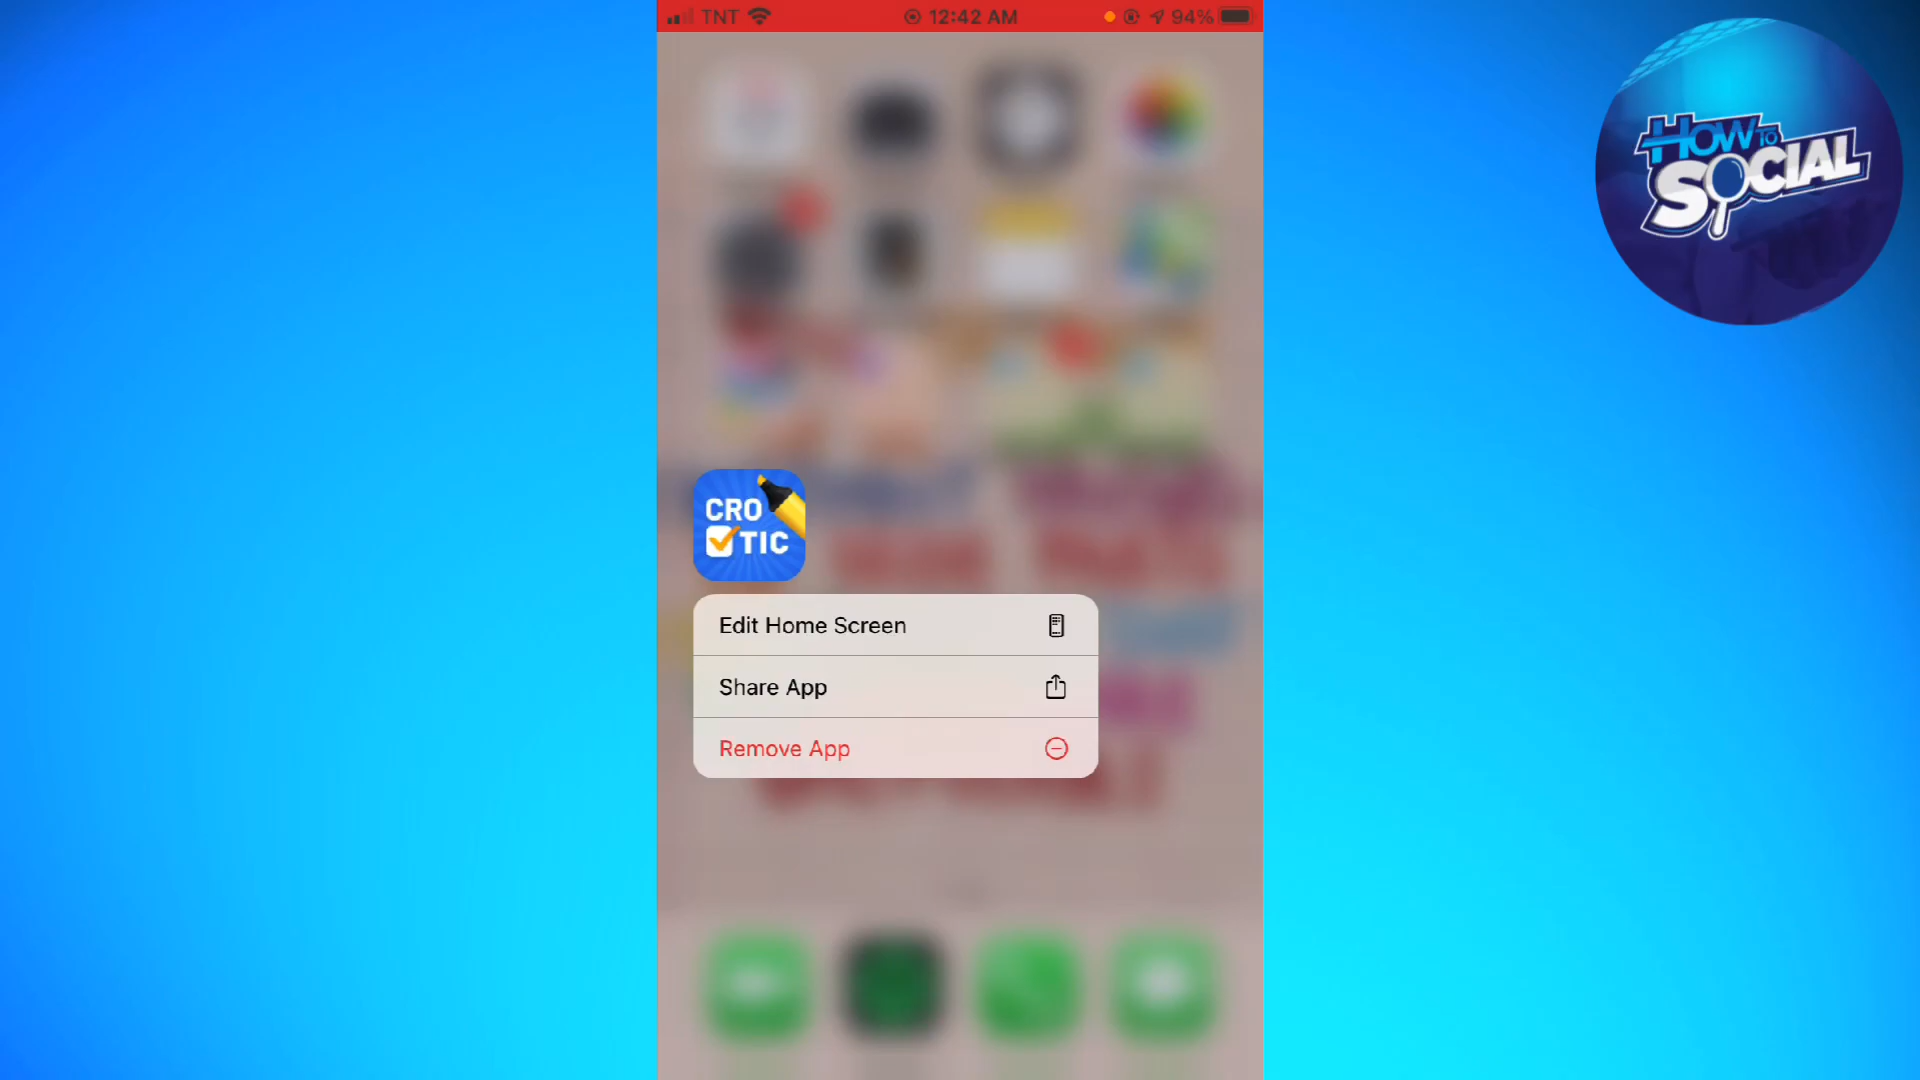 TNT
12:42 AM
94%
HOW TO
SOCIAL
CRO
TIC
Edit Home Screen
Share App
Remove App